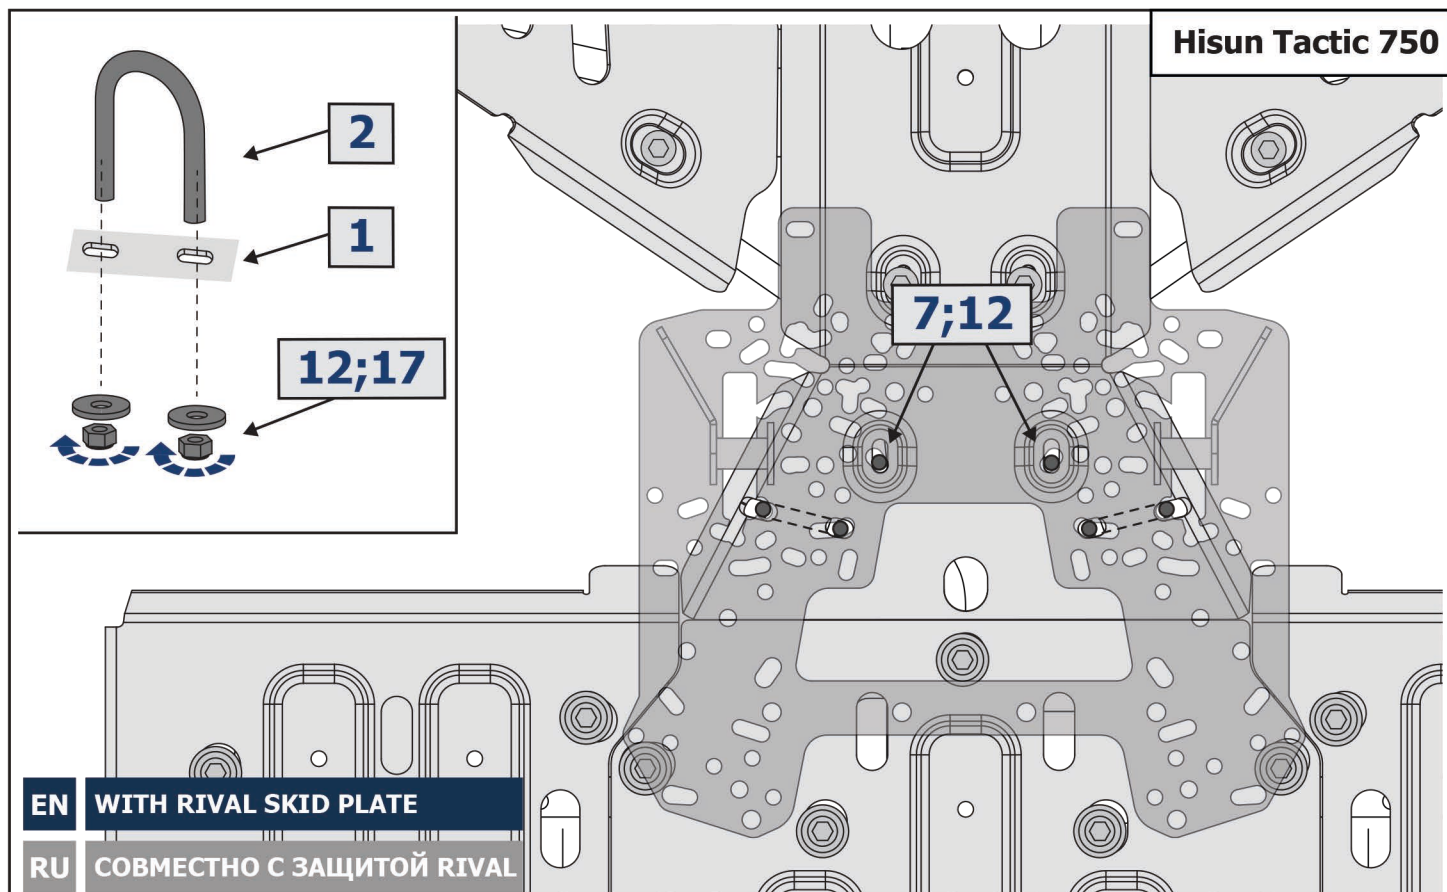 Hisun Tactic 750
2
1
12;17
7;12
EN WITH RIVAL SKID PLATE
RU СОВМЕСТНО С ЗАЩИТОЙ RIVAL